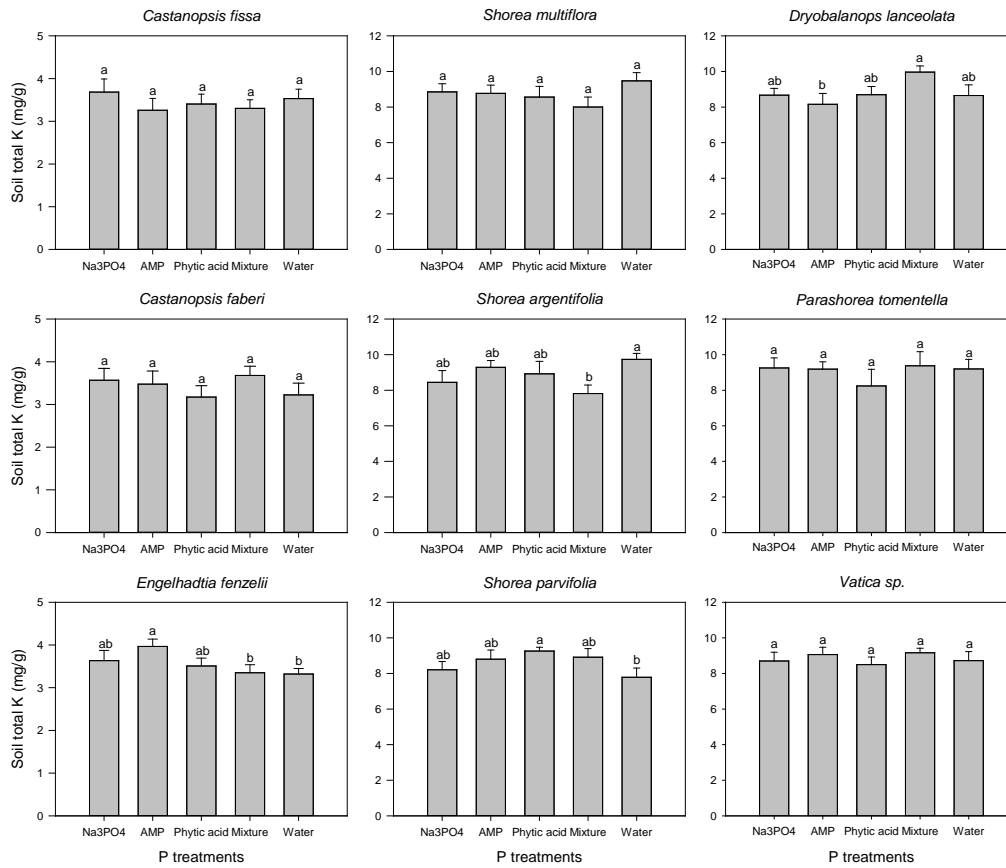 Castanopsis fissa
Soil total K (mg/g)
5
4
3
2
1
0
a a a a a
Na3PO4 AMP Phytic acid Mixture Water
Shorea multiflora
12
10
8
6
4
2
0
a a a a a
Na3PO4 AMP Phytic acid Mixture Water
Dryobalanops lanceolata
12
10
8
6
4
2
0
ab b ab a ab
Na3PO4 AMP Phytic acid Mixture Water
Castanopsis faberi
Soil total K (mg/g)
5
4
3
2
1
0
a a a a a
Na3PO4 AMP Phytic acid Mixture Water
Shorea argentifolia
12
10
8
6
4
2
0
ab ab ab b a
Na3PO4 AMP Phytic acid Mixture Water
Parashorea tomentella
12
10
8
6
4
2
0
a a a a a
Na3PO4 AMP Phytic acid Mixture Water
Engelhadtia fenzelii
Soil total K (mg/g)
5
4
3
2
1
0
ab a ab b b
Na3PO4 AMP Phytic acid Mixture Water
P treatments
Shorea parvifolia
12
10
8
6
4
2
0
ab ab a ab b
Na3PO4 AMP Phytic acid Mixture Water
P treatments
Vatica sp.
12
10
8
6
4
2
0
a a a a a
Na3PO4 AMP Phytic acid Mixture Water
P treatments